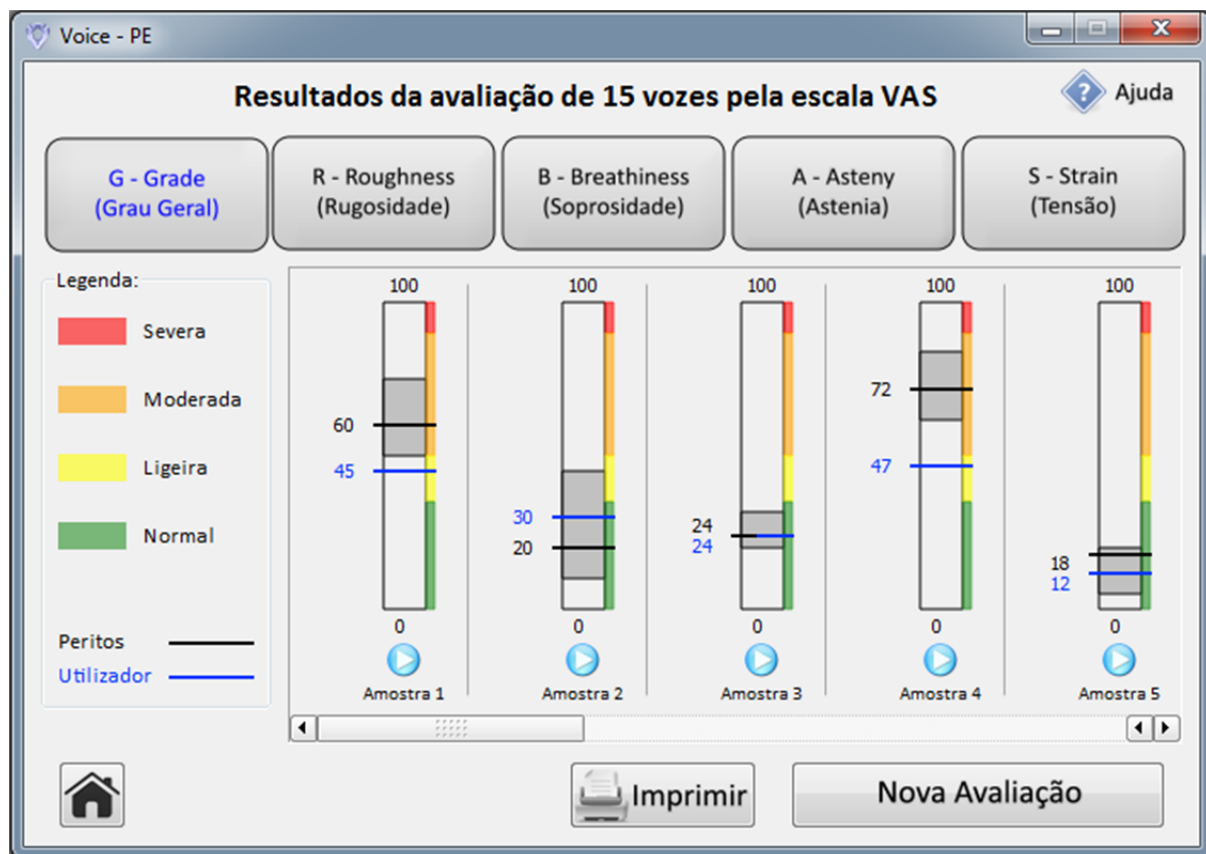 Voice - PE
Resultados da avaliação de 15 vozes pela escala VAS
Ajuda
G - Grade
(Grau Geral)
R - Roughness
(Rugosidade)
B - Breathiness
(Soprosidade)
A - Asteny
(Astenia)
S - Strain
(Tensão)
Legenda:
Severa
Moderada
Ligeira
Normal
Peritos
Utilizador
100
60
45
0
Amostra 1
100
30
20
0
Amostra 2
100
24
24
0
Amostra 3
100
72
47
0
Amostra 4
100
18
12
0
Amostra 5
Imprimir
Nova Avaliação